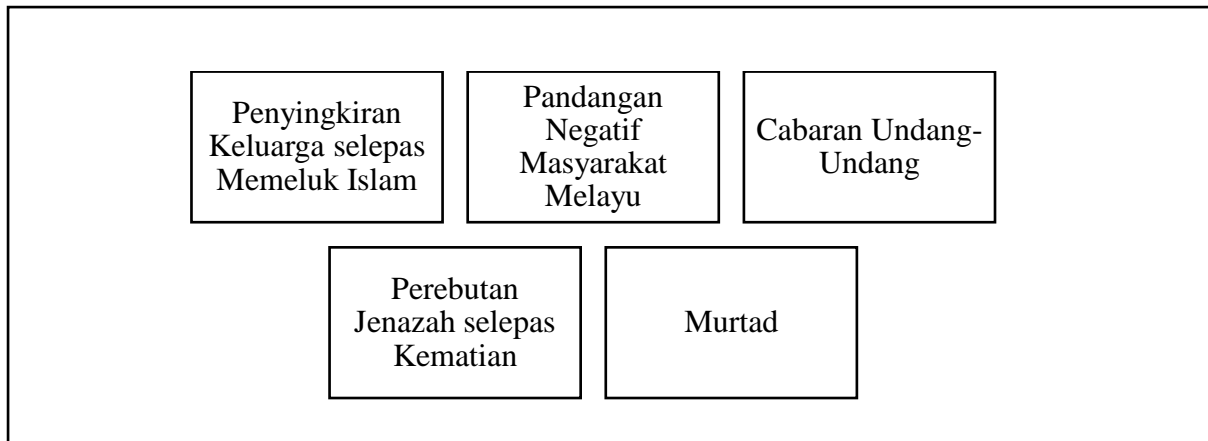 Penyingkiran
Keluarga selepas
Memeluk Islam
Pandangan
Negatif
Masyarakat
Melayu
Cabaran Undang-
Undang
Perebutan
Jenazah selepas
Kematian
Murtad